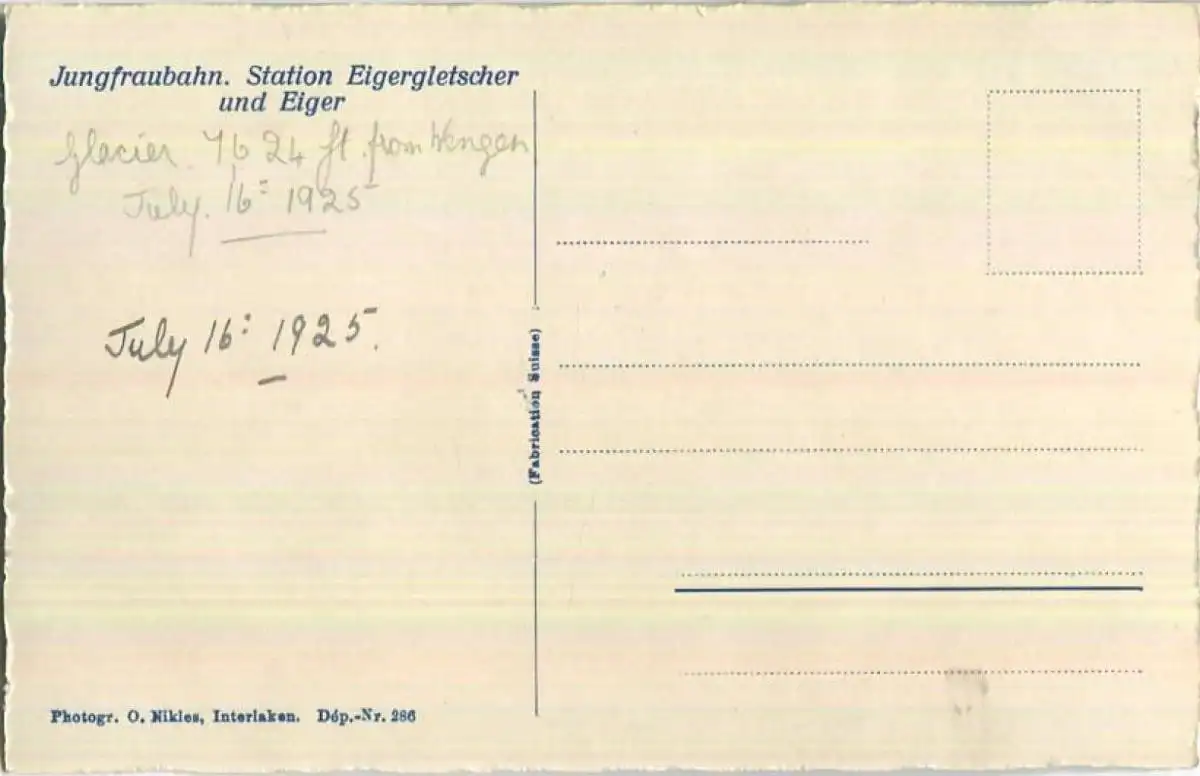 Jungfraubahn. Station Eigergletscher
und Eiger
Glacier. 7624 ft. from Wengen
July. 16: 1925
July 16: 1925.
(Fabrication Suisse)
Photogr. O. Nikles, Interlaken. Dép.-Nr. 286